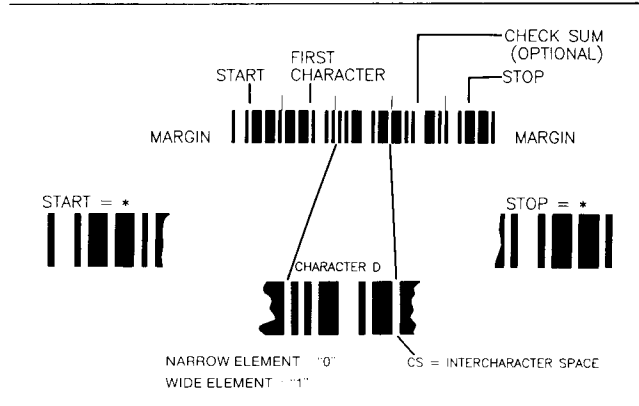 CHECK SUM
(OPTIONAL)
FIRST
START CHARACTER
STOP
MARGIN MARGIN
START = *
STOP = *
CHARACTER D
NARROW ELEMENT "0"
CS = INTERCHARACTER SPACE
WIDE ELEMENT "1"